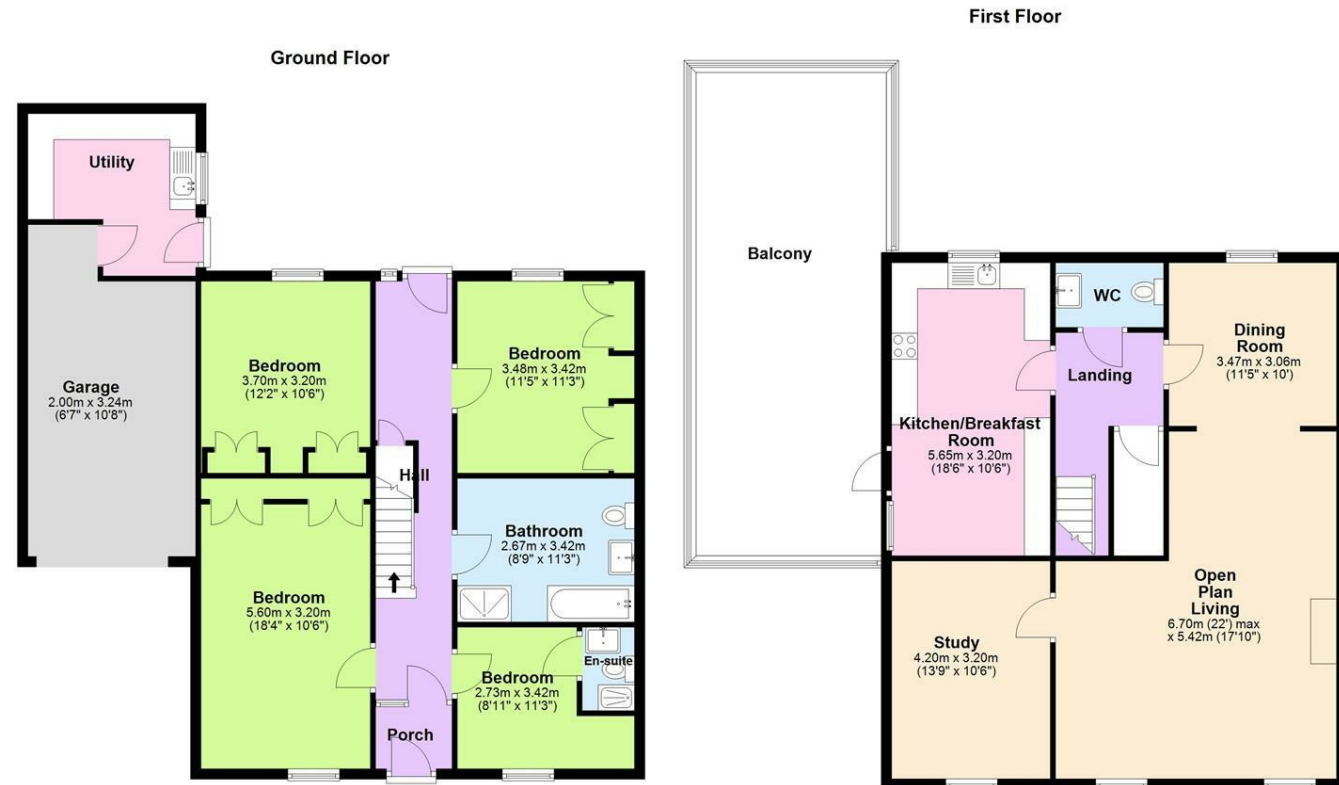 Ground Floor
Utility
Garage
2.00m x 3.24m
(6'7" x 10'8")
Bedroom
3.70m x 3.20m
(12'2" x 10'6")
Hall
Bedroom
3.48m x 3.42m
(11'5" x 11'3")
Bathroom
2.67m x 3.42m
(8'9" x 11'3")
Bedroom
5.60m x 3.20m
(18'4" x 10'6")
Bedroom
2.73m x 3.42m
(8'11" x 11'3")
En-suite
Porch
First Floor
Balcony
Kitchen/Breakfast
Room
5.65m x 3.20m
(18'6" x 10'6")
WC
Landing
Dining
Room
3.47m x 3.06m
(11'5" x 10')
Open
Plan
Living
6.70m (22') max
x 5.42m (17'10")
Study
4.20m x 3.20m
(13'9" x 10'6")